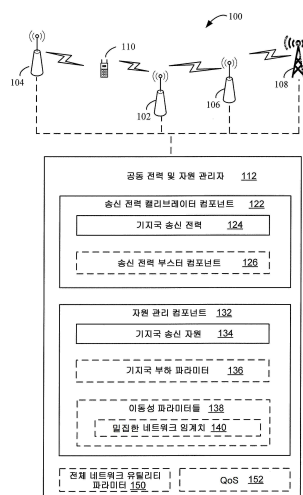 100
110
104
102
106
108
공동 전력 및 자원 관리자 112
송신 전력 캘리브레이터 컴포넌트 122
기지국 송신 전력 124
송신 전력 부스터 컴포넌트 126
자원 관리 컴포넌트 132
기지국 송신 자원 134
기지국 부하 파라미터 136
이동성 파라미터들 138
밀집한 네트워크 임계치 140
전체 네트워크 유틸리티
파라미터 150
QoS 152